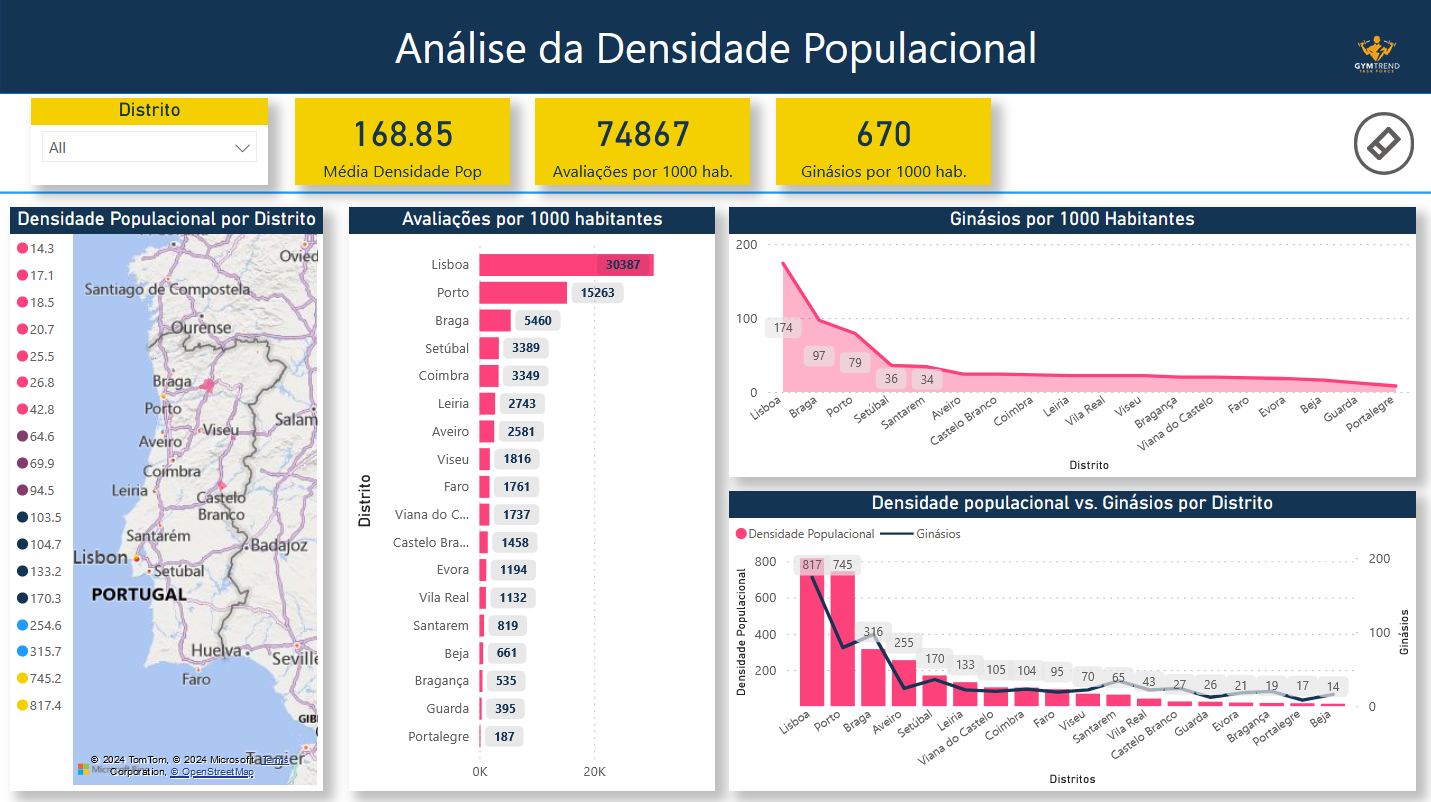 Análise da Densidade Populacional
GYMTREND
TASK FORCE
Distrito
All
168.85
Média Densidade Pop
74867
Avaliações por 1000 hab.
670
Ginásios por 1000 hab.
Densidade Populacional por Distrito
14.3
17.1
18.5
20.7
25.5
26.8
42.8
64.6
69.9
94.5
103.5
104.7
133.2
170.3
254.6
315.7
745.2
817.4
Ovied
Santiago de Compostela
Ourense
Braga
Porto
Salam
Viseu
Aveiro
Coimbra
Leiria
Castelo
Branco
Santarém
Lisbon
Badajoz
Setúbal
PORTUGAL
Huelva
Seville
Faro
GIB
Tangier
© 2024 TomTom, © 2024 Microsoft Terms
Corporation, © OpenStreetMap
Avaliações por 1000 habitantes
Distrito
Lisboa 30387
Porto 15263
Braga 5460
Setúbal 3389
Coimbra 3349
Leiria 2743
Aveiro 2581
Viseu 1816
Faro 1761
Viana do C... 1737
Castelo Bra... 1458
Evora 1194
Vila Real 1132
Santarem 819
Beja 661
Bragança 535
Guarda 395
Portalegre 187
0K 20K
Ginásios por 1000 Habitantes
200
100
0
174
97
79
36
34
Lisboa
Braga
Porto
Setúbal
Santarem
Aveiro
Castelo Branco
Coimbra
Leiria
Vila Real
Viseu
Bragança
Viana do Castelo
Faro
Evora
Beja
Guarda
Portalegre
Distrito
Densidade populacional vs. Ginásios por Distrito
Densidade Populacional Ginásios
Densidade Populacional
800
600
400
200
817
745
316
255
170
133
105
104
95
70
65
43
27
26
21
19
17
14
200
100
0
Ginásios
Lisboa
Porto
Braga
Aveiro
Setúbal
Leiria
Viana do Castelo
Coimbra
Faro
Viseu
Santarem
Vila Real
Castelo Branco
Guarda
Evora
Bragança
Portalegre
Beja
Distritos